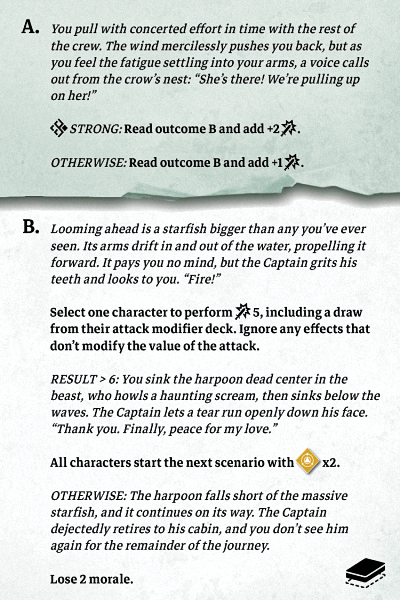 A. You pull with concerted effort in time with the rest of
the crew. The wind mercilessly pushes you back, but as
you feel the fatigue settling into your arms, a voice calls
out from the crow's nest: “She's there! We're pulling up
on her!”
STRONG: Read outcome B and add +2.
OTHERWISE: Read outcome B and add +1.
B. Looming ahead is a starfish bigger than any you've ever
seen. Its arms drift in and out of the water, propelling it
forward. It pays you no mind, but the Captain grits his
teeth and looks to you. “Fire!”
Select one character to perform 5, including a draw
from their attack modifier deck. Ignore any effects that
don't modify the value of the attack.
RESULT > 6: You sink the harpoon dead center in the
beast, who howls a haunting scream, then sinks below the
waves. The Captain lets a tear run openly down his face.
“Thank you. Finally, peace for my love.”
All characters start the next scenario with x2.
OTHERWISE: The harpoon falls short of the massive
starfish, and it continues on its way. The Captain
dejectedly retires to his cabin, and you don't see him
again for the remainder of the journey.
Lose 2 morale.